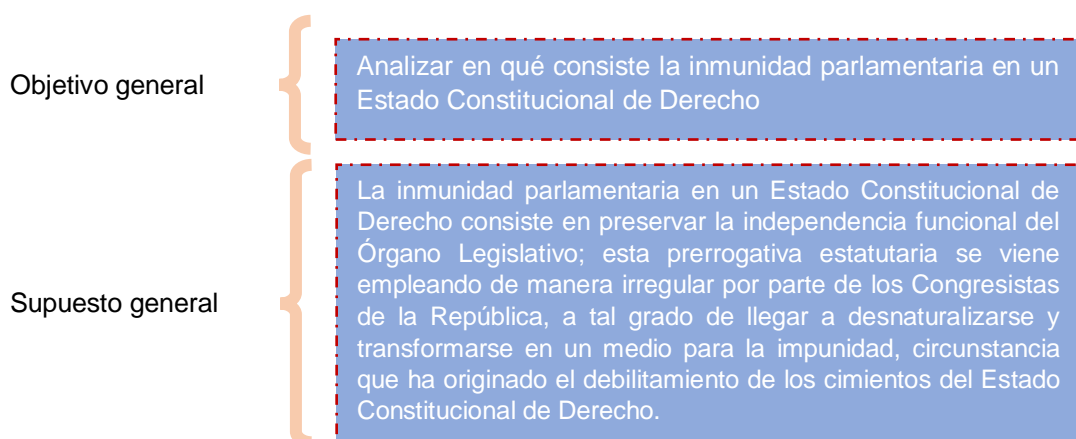 Objetivo general
Analizar en qué consiste la inmunidad parlamentaria en un
Estado Constitucional de Derecho
Supuesto general
La inmunidad parlamentaria en un Estado Constitucional de
Derecho consiste en preservar la independencia funcional del
Órgano Legislativo; esta prerrogativa estatutaria se viene
empleando de manera irregular por parte de los Congresistas
de la República, a tal grado de llegar a desnaturalizarse y
transformarse en un medio para la impunidad, circunstancia
que ha originado el debilitamiento de los cimientos del Estado
Constitucional de Derecho.